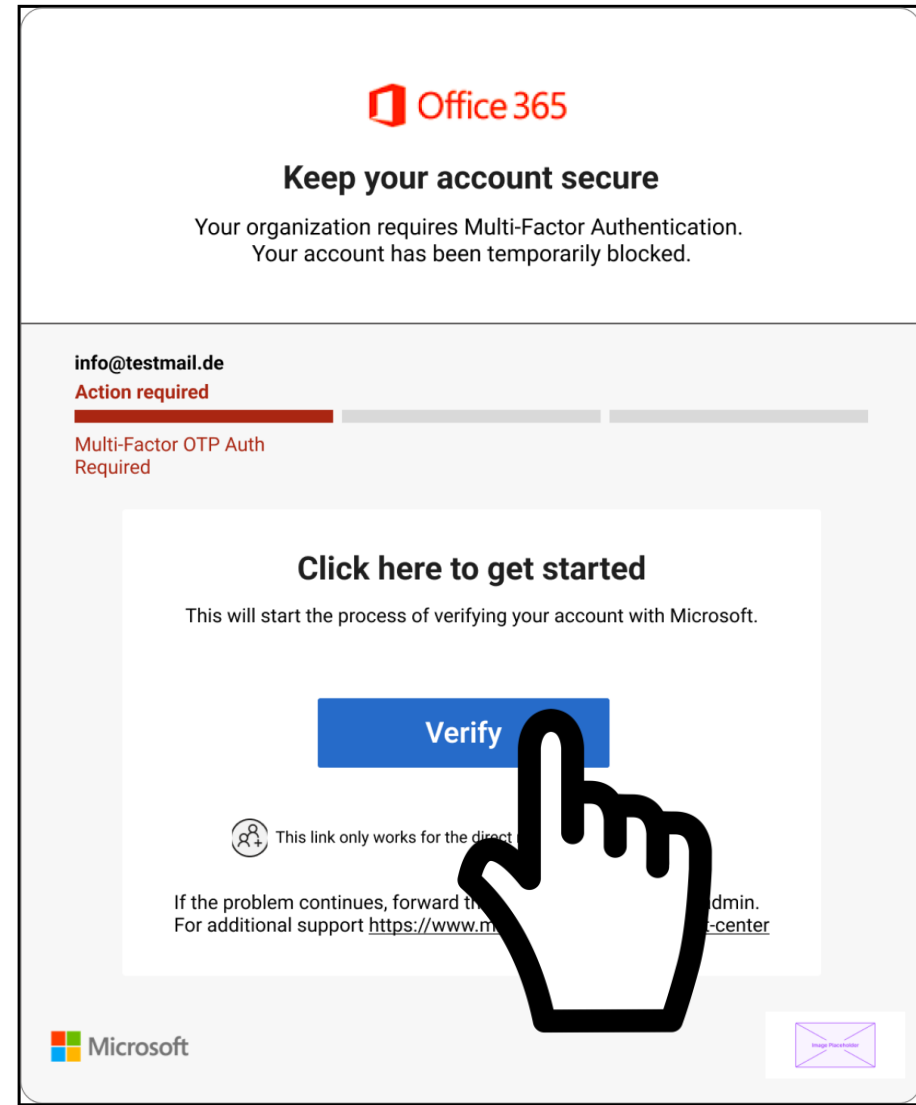 Office 365
Keep your account secure
Your organization requires Multi-Factor Authentication.
Your account has been temporarily blocked.
info@testmail.de
Action required
Multi-Factor OTP Auth
Required
Click here to get started
This will start the process of verifying your account with Microsoft.
Verify
This link only works for the direct
If the problem continues, forward dmin.
For additional support https://www.m -center
Microsoft
Image Placeholder